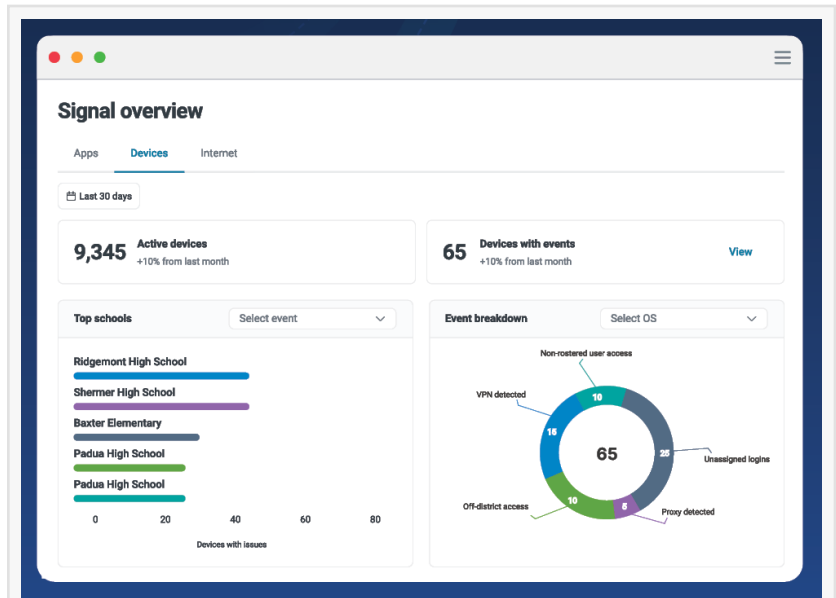 Signal overview
Apps Devices Internet
Last 30 days
9,345 Active devices
+10% from last month
65 Devices with events
+10% from last month
View
Top schools
Select event
Ridgemont High School
Shermer High School
Baxter Elementary
Padua High School
Padua High School
0 20 40 60 80
Devices with issues
Event breakdown
Select OS
Non-rostered user access
10
VPN detected
15
65
25
Unassigned logins
Off-district access
10
5
Proxy detected